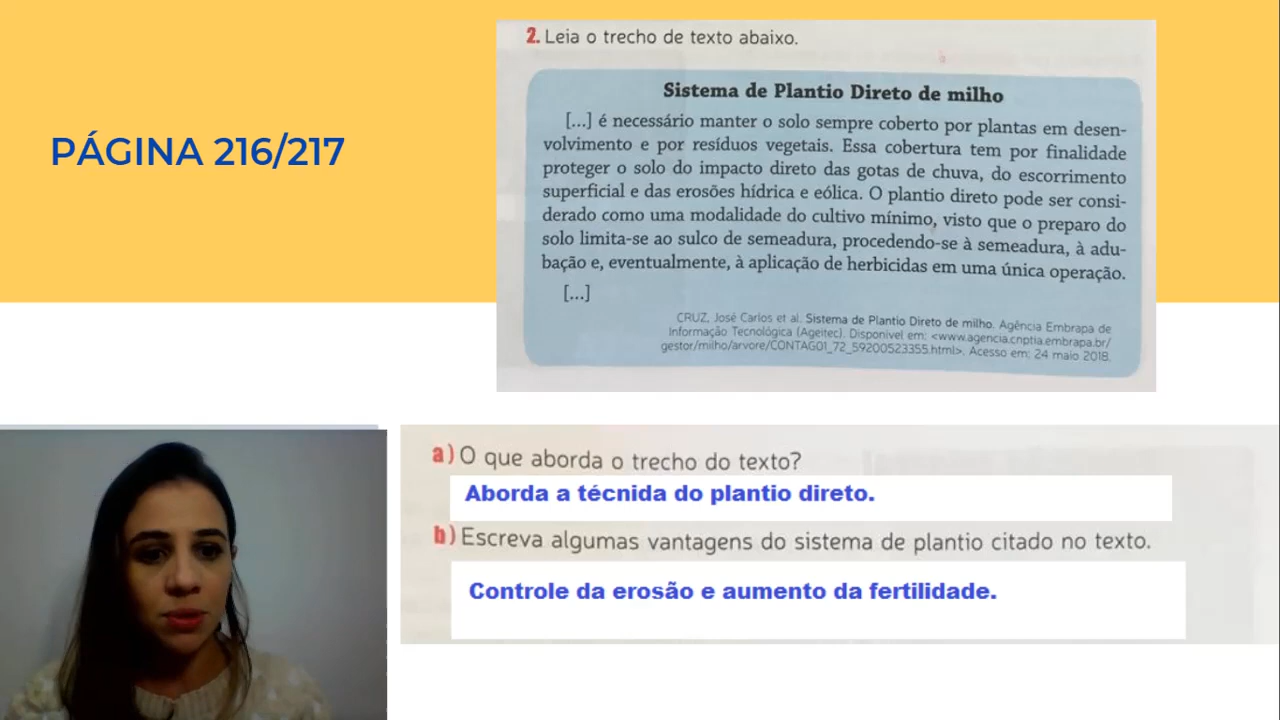 PÁGINA 216/217
2. Leia o trecho de texto abaixo.
Sistema de Plantio Direto de milho
[...] é necessário manter o solo sempre coberto por plantas em desen-
volvimento e por resíduos vegetais. Essa cobertura tem por finalidade
proteger o solo do impacto direto das gotas de chuva, do escorrimento
superficial e das erosões hídrica e eólica. O plantio direto pode ser consi-
derado como uma modalidade do cultivo mínimo, visto que o preparo do
solo limita-se ao sulco de semeadura, procedendo-se à semeadura, à adu-
bação e, eventualmente, à aplicação de herbicidas em uma única operação.
[...]
CRUZ, José Carlos et al. Sistema de Plantio Direto de milho. Agência Embrapa de
Informação Tecnológica (Ageitec). Disponível em: <www.agencia.cnptia.embrapa.br/
gestor/milho/arvore/CONTAG01_72_59200523355.html>. Acesso em: 24 maio 2018.
a) O que aborda o trecho do texto?
Aborda a técnida do plantio direto.
b) Escreva algumas vantagens do sistema de plantio citado no texto.
Controle da erosão e aumento da fertilidade.